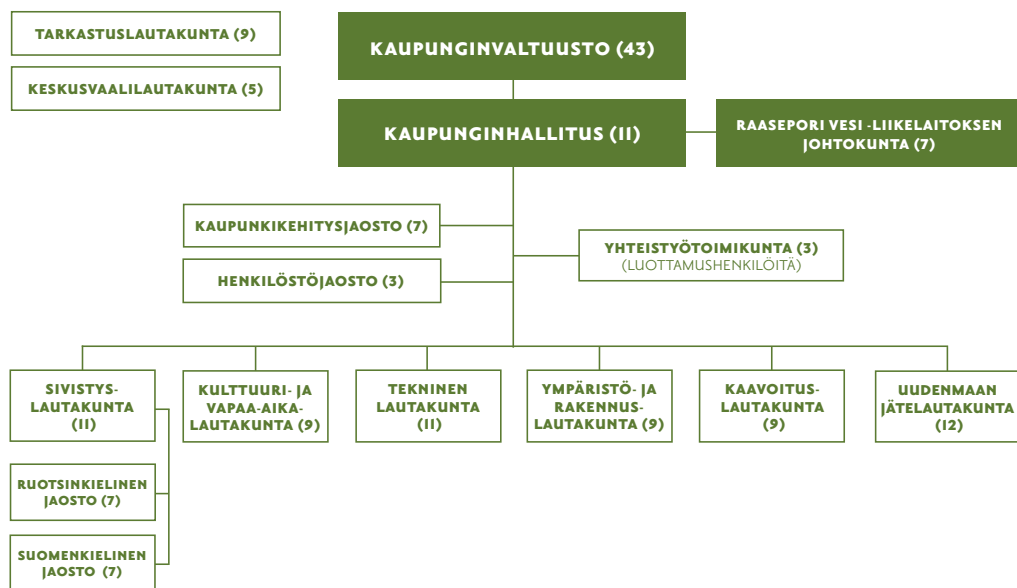 TARKASTUSLAUTAKUNTA (9)
KESKUSVAALILAUTAKUNTA (5)
KAUPUNGINVALTUUSTO (43)
KAUPUNGINHALLITUS (11)
RAASEPORI VESI -LIIKELAITOKSEN
JOHTOKUNTA (7)
KAUPUNKIKEHITYSJAOSTO (7)
HENKILÖSTÖJAOSTO (3)
YHTEISTYÖTOIMIKUNTA (3)
(LUOTTAMUSHENKILÖITÄ)
SIVISTYS-
LAUTAKUNTA
(11)
KULTTUURI- JA
VAPAA-AIKA-
LAUTAKUNTA (9)
TEKNINEN
LAUTAKUNTA
(11)
YMPÄRISTÖ- JA
RAKENNUS-
LAUTAKUNTA (9)
KAAVOITUS-
LAUTAKUNTA
(9)
UUDENMAAN
JÄTELAUTAKUNTA
(12)
RUOTSINKIELINEN
JAOSTO (7)
SUOMENKIELINEN
JAOSTO (7)